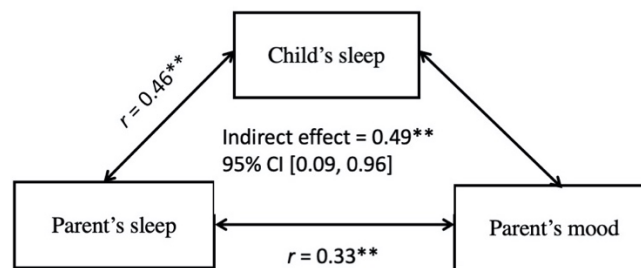 Child's sleep
r = 0.46**
Indirect effect = 0.49**
95% CI [0.09, 0.96]
Parent's sleep
Parent's mood
r = 0.33**